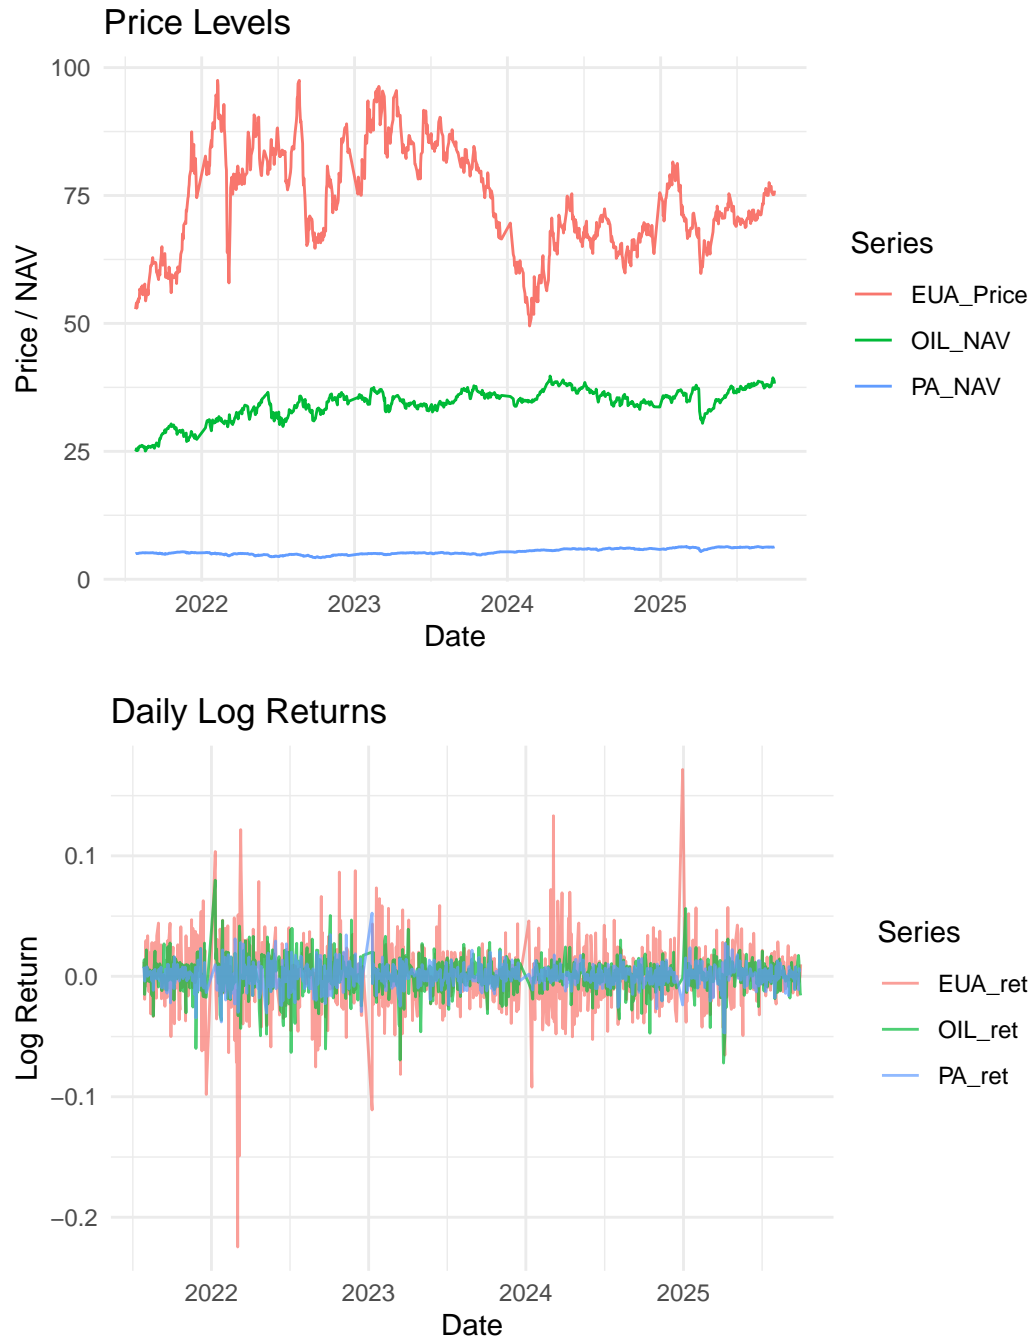 Price Levels
100
75
50
25
0
Price / NAV
2022 2023 2024 2025
Date
Series
EUA_Price
OIL_NAV
PA_NAV
Daily Log Returns
0.1
0.0
−0.1
−0.2
Log Return
2022 2023 2024 2025
Date
Series
EUA_ret
OIL_ret
PA_ret